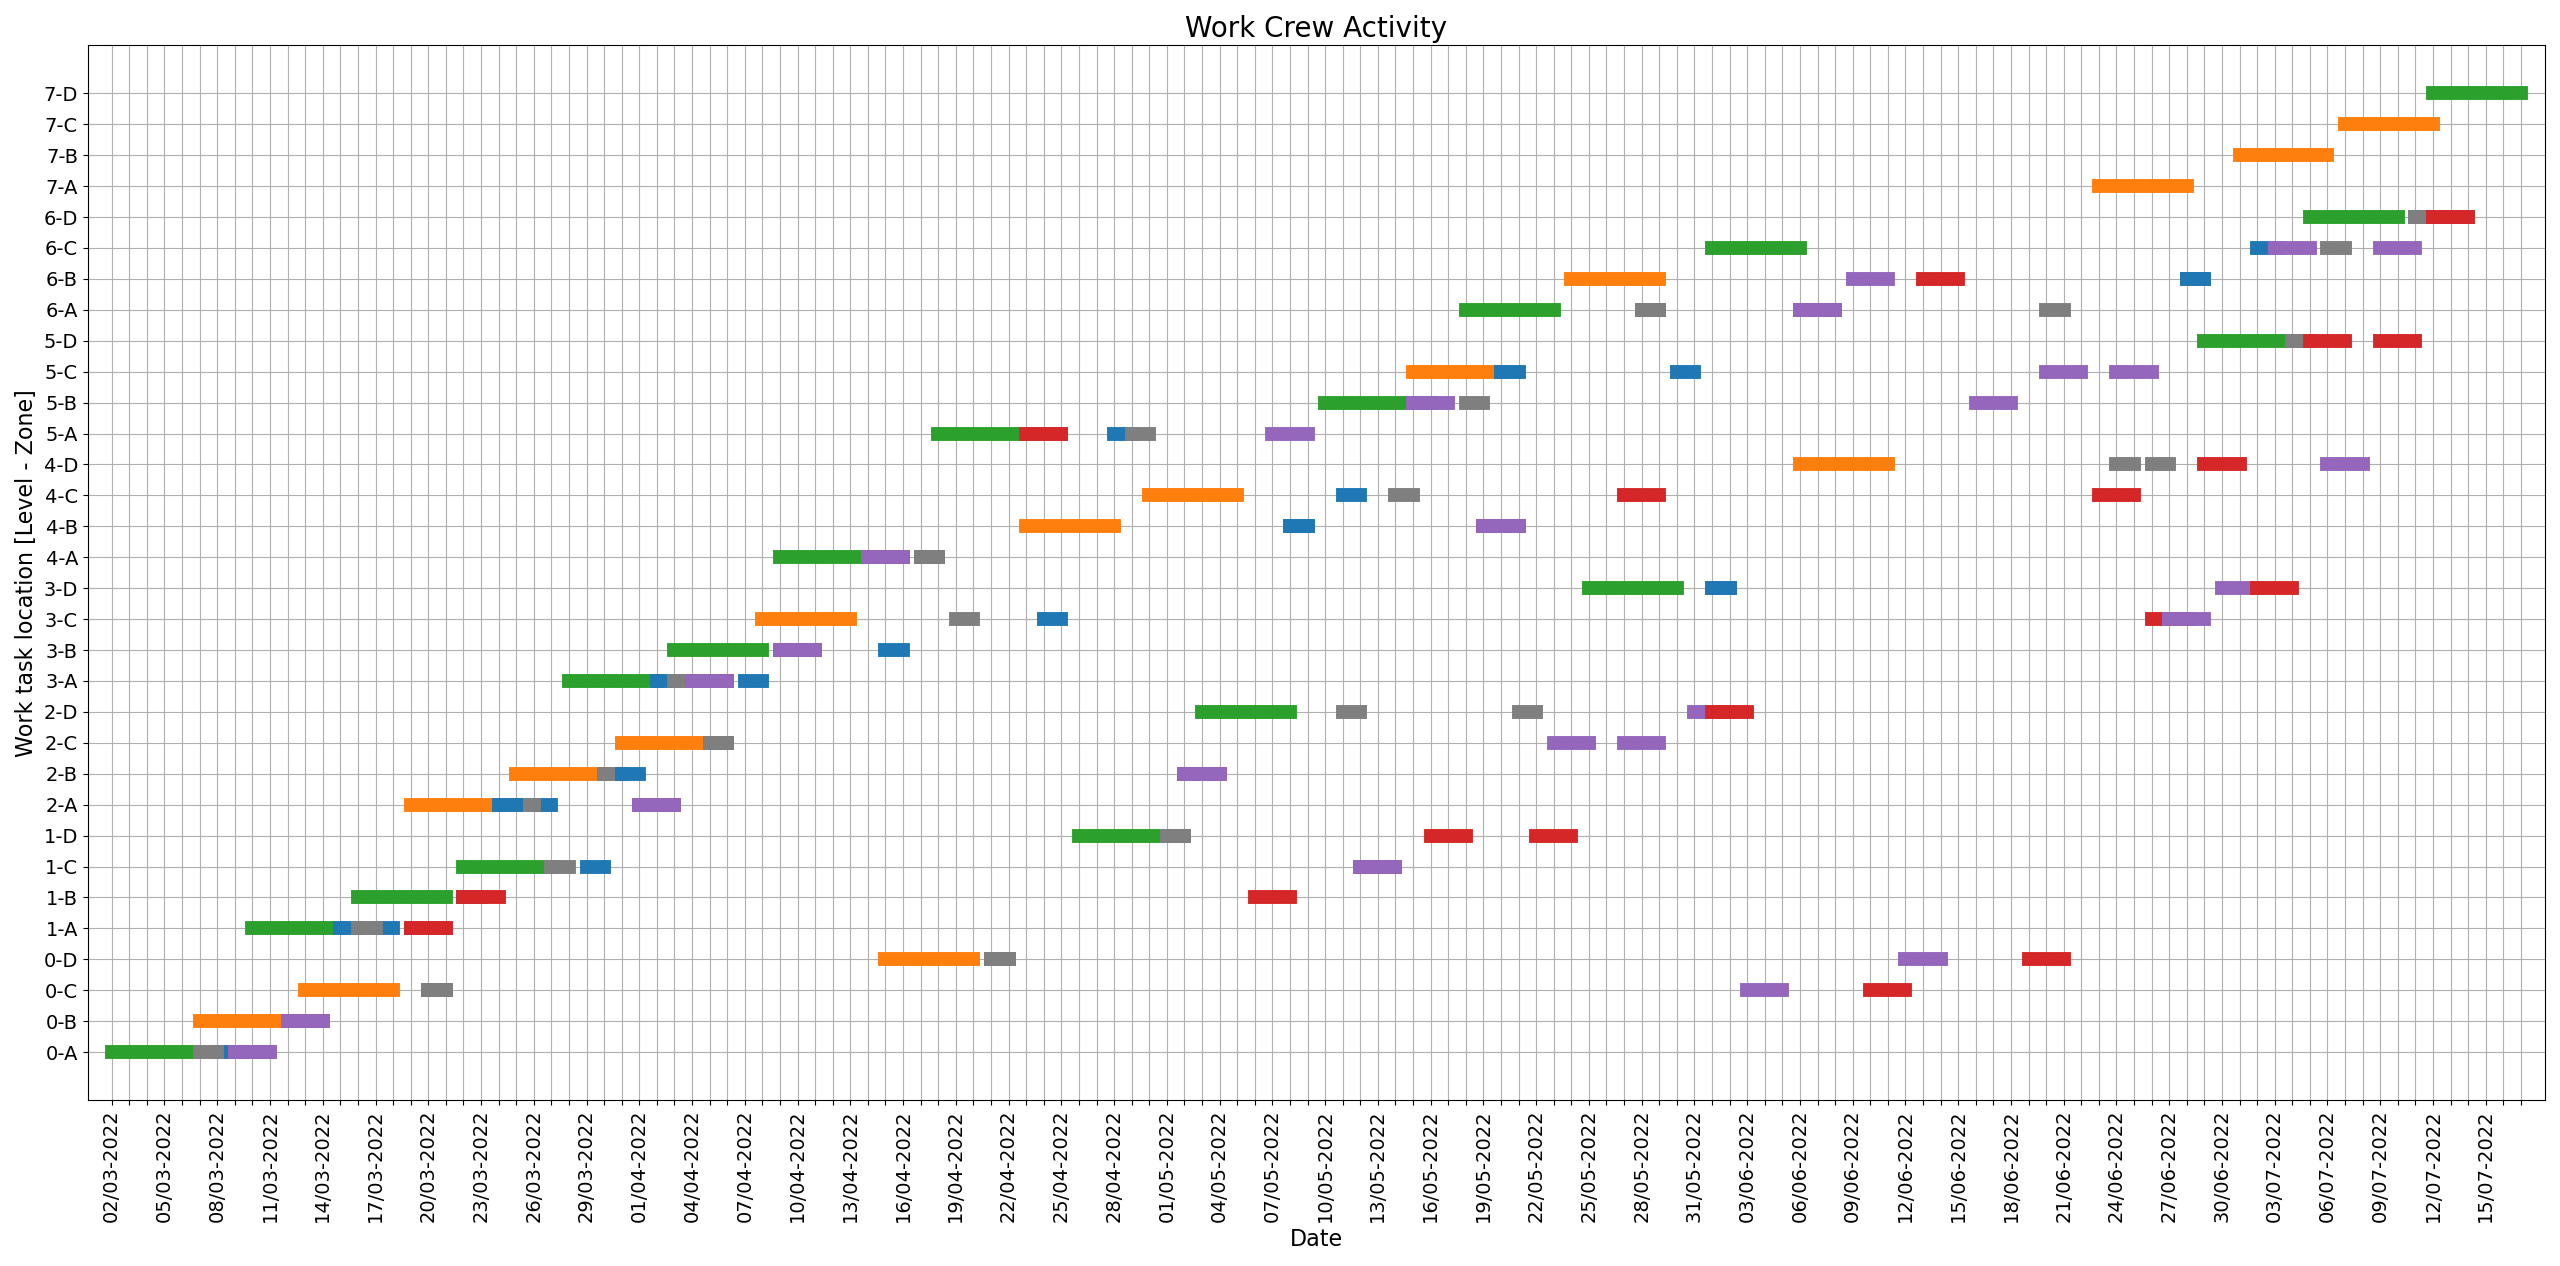 Work Crew Activity
Work task location [Level - Zone]
7-D
7-C
7-B
7-A
6-D
6-C
6-B
6-A
5-D
5-C
5-B
5-A
4-D
4-C
4-B
4-A
3-D
3-C
3-B
3-A
2-D
2-C
2-B
2-A
1-D
1-C
1-B
1-A
0-D
0-C
0-B
0-A
02/03-2022
05/03-2022
08/03-2022
11/03-2022
14/03-2022
17/03-2022
20/03-2022
23/03-2022
26/03-2022
29/03-2022
01/04-2022
04/04-2022
07/04-2022
10/04-2022
13/04-2022
16/04-2022
19/04-2022
22/04-2022
25/04-2022
28/04-2022
01/05-2022
04/05-2022
07/05-2022
10/05-2022
13/05-2022
16/05-2022
19/05-2022
22/05-2022
25/05-2022
28/05-2022
31/05-2022
03/06-2022
06/06-2022
09/06-2022
12/06-2022
15/06-2022
18/06-2022
21/06-2022
24/06-2022
27/06-2022
30/06-2022
03/07-2022
06/07-2022
09/07-2022
12/07-2022
15/07-2022
Date